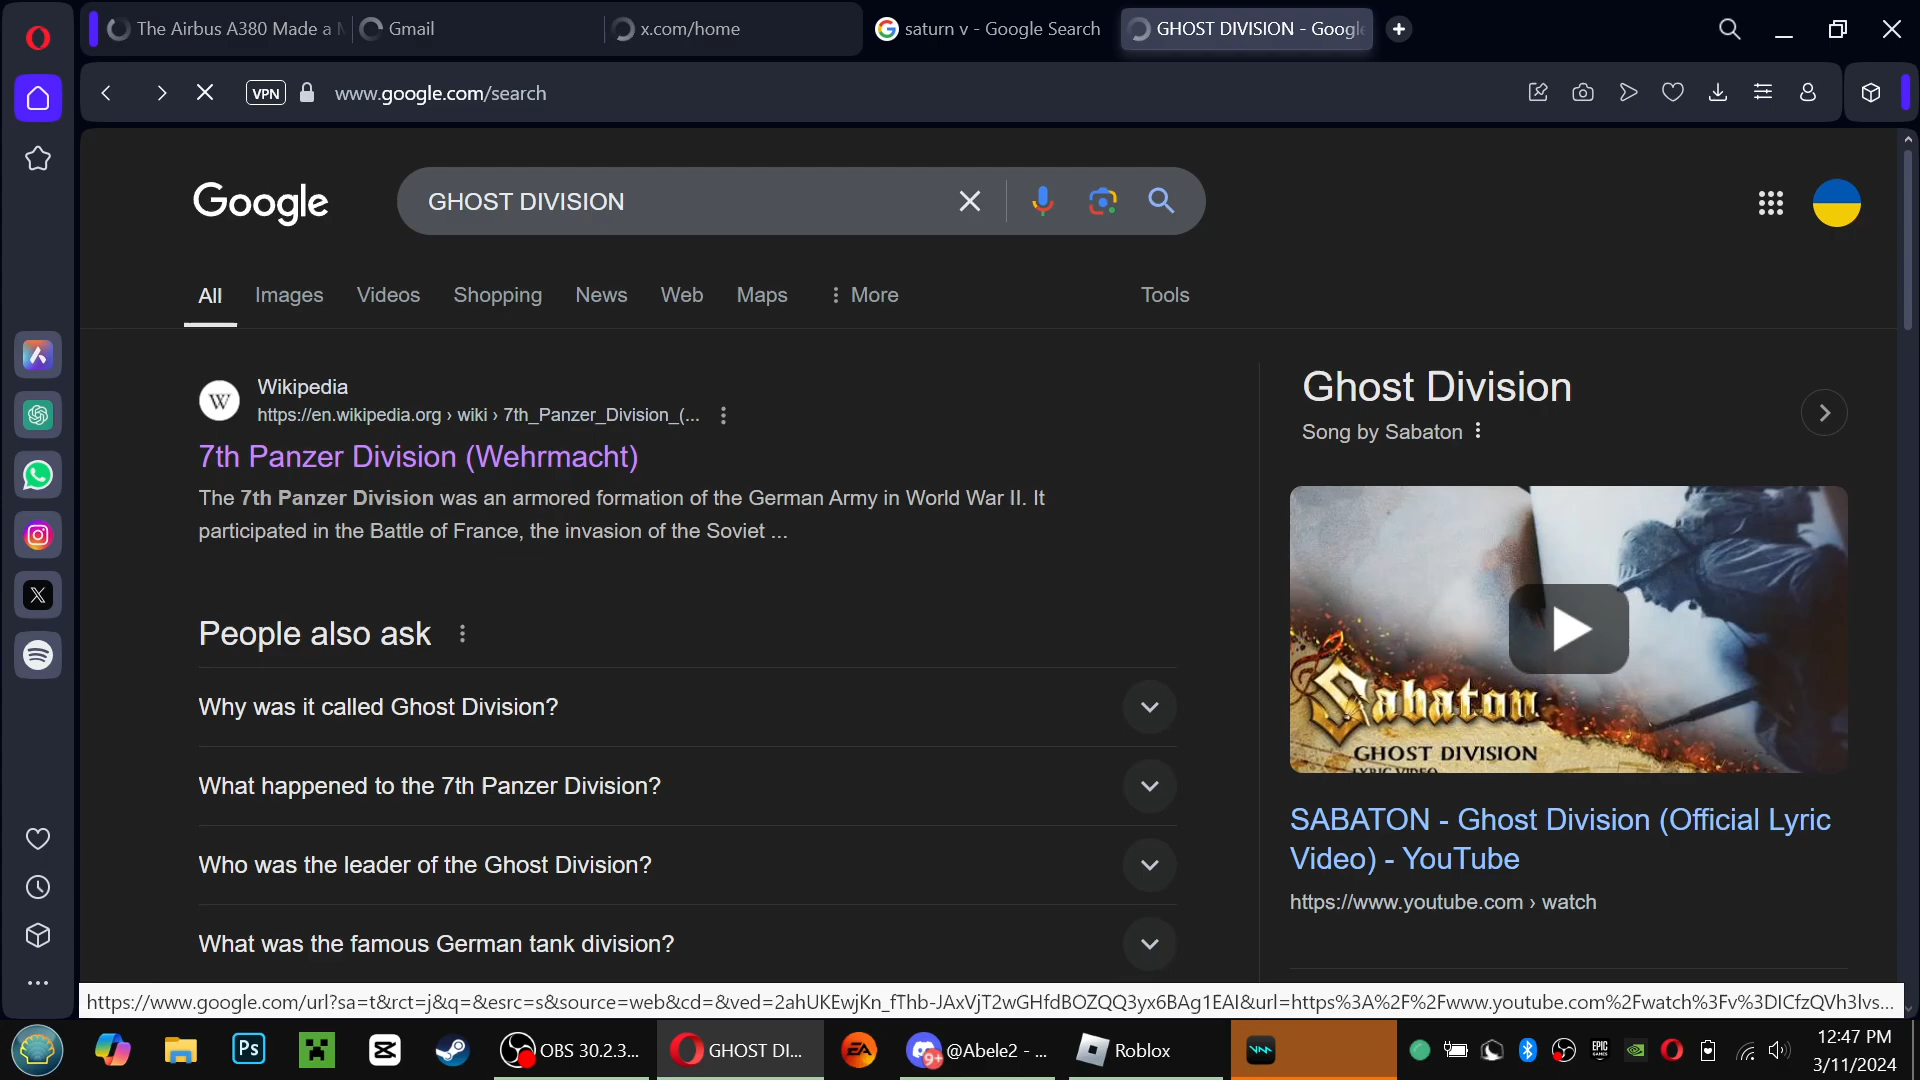 The Airbus A380 Made a
Gmail
x.com/home
saturn v - Google Search
GHOST DIVISION - Google
VPN
www.google.com/search
Google
GHOST DIVISION
All
Images
Videos
Shopping
News
Web
Maps
More
Tools
W
Wikipedia
https://en.wikipedia.org › wiki › 7th_Panzer_Division_(...
7th Panzer Division (Wehrmacht)
The 7th Panzer Division was an armored formation of the German Army in World War II. It
participated in the Battle of France, the invasion of the Soviet ...
People also ask
Why was it called Ghost Division?
What happened to the 7th Panzer Division?
Who was the leader of the Ghost Division?
What was the famous German tank division?
Ghost Division
Song by Sabaton
Sabaton
GHOST DIVISION
LYRIC VIDEO
SABATON - Ghost Division (Official Lyric
Video) - YouTube
https://www.youtube.com › watch
https://www.google.com/url?sa=t&rct=j&q=&esrc=s&source=web&cd=&ved=2ahUKEwjKn_fThb-JAxVjT2wGHfdBOZQQ3yx6BAg1EAI&url=https%3A%2F%2Fwww.youtube.com%2Fwatch%3Fv%3DICfzQVh3lvs...
Ps
OBS 30.2.3...
GHOST DI...
EA
9+
@Abele2 - ...
Roblox
EPIC
GAMES
12:47 PM
3/11/2024